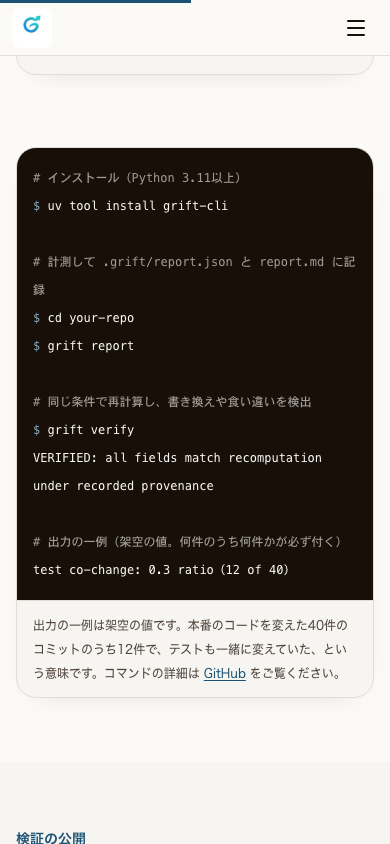 # インストール（Python 3.11以上）
$ uv tool install grift-cli
# 計測して .grift/report.json と report.md に記
録
$ cd your-repo
$ grift report
# 同じ条件で再計算し、書き換えや食い違いを検出
$ grift verify
VERIFIED: all fields match recomputation
under recorded provenance
# 出力の一例（架空の値。何件のうち何件かが必ず付く）
test co-change: 0.3 ratio (12 of 40)
出力の一例は架空の値です。本番のコードを変えた40件の
コミットのうち12件で、テストも一緒に変えていた、とい
う意味です。コマンドの詳細は GitHub をご覧ください。
検証の公開